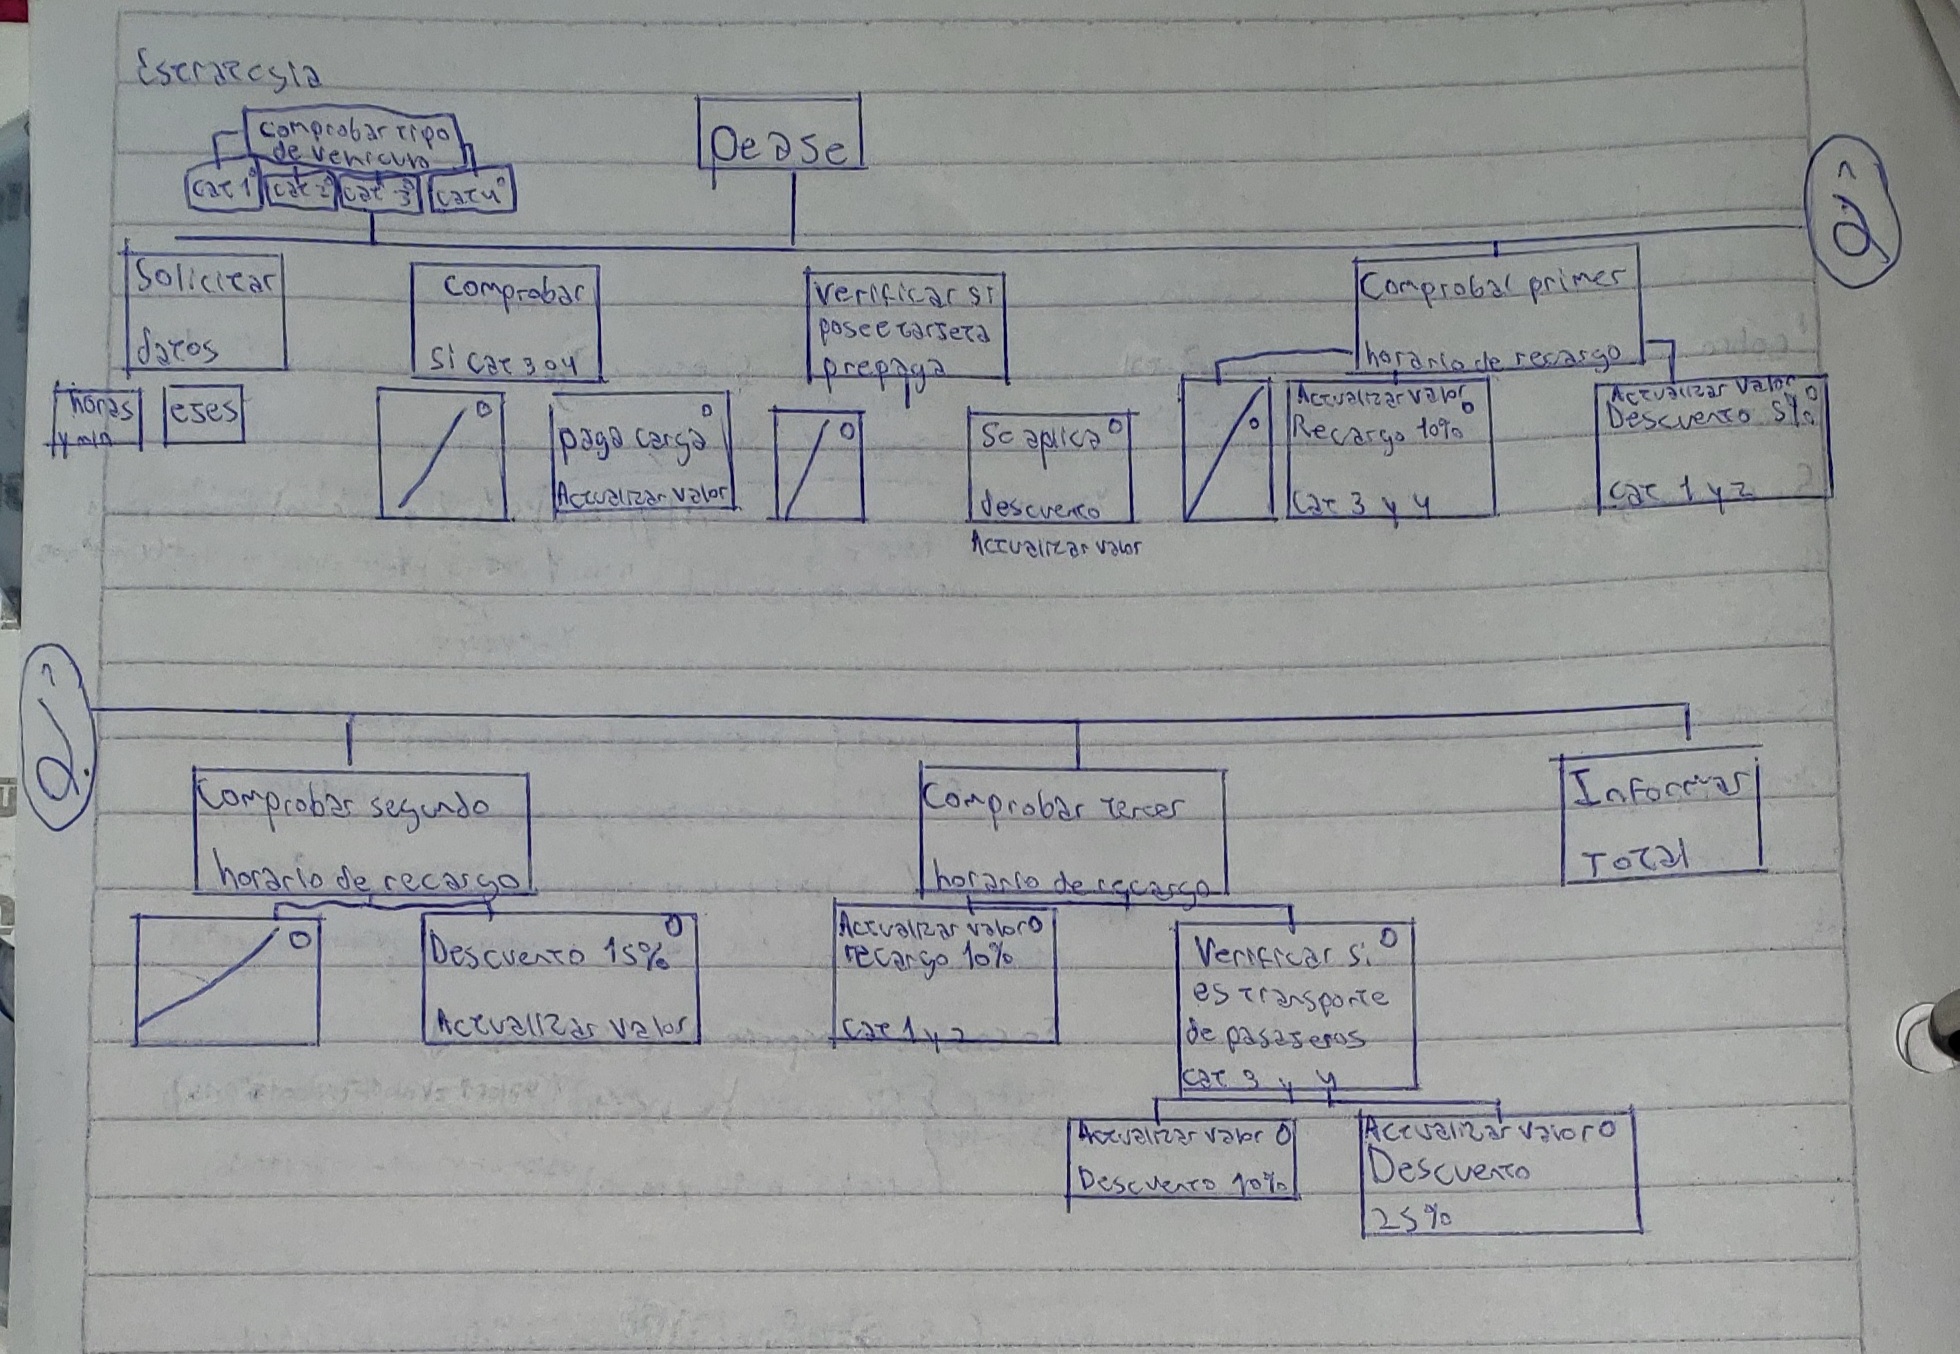 Estrategia
Comprobar tipo
de vehiculo
Cat 1
Cat 2
Cat 3
Cat 4
Peaje
Solicitar
datos
horas
y min
ejes
Comprobar
si cat 3 o 4
paga carga
Actualizar valor
Verificar si
posee tarjeta
prepaga
Se aplica
descuento
Actualizar valor
Comprobar primer
horario de recargo
Actualizar valor
Recargo 10%
Cat 3 y 4
Actualizar valor
Descuento 5%
Cat 1 y 2
Comprobar segundo
horario de recargo
Descuento 15%
Actualizar valor
Comprobar tercer
horario de recargo
Actualizar valor
recargo 10%
Cat 1 y 2
Verificar si
es transporte
de pasajeros
Cat 3 y 4
Actualizar valor
Descuento 10%
Actualizar valor
Descuento
25%
Informar
Total